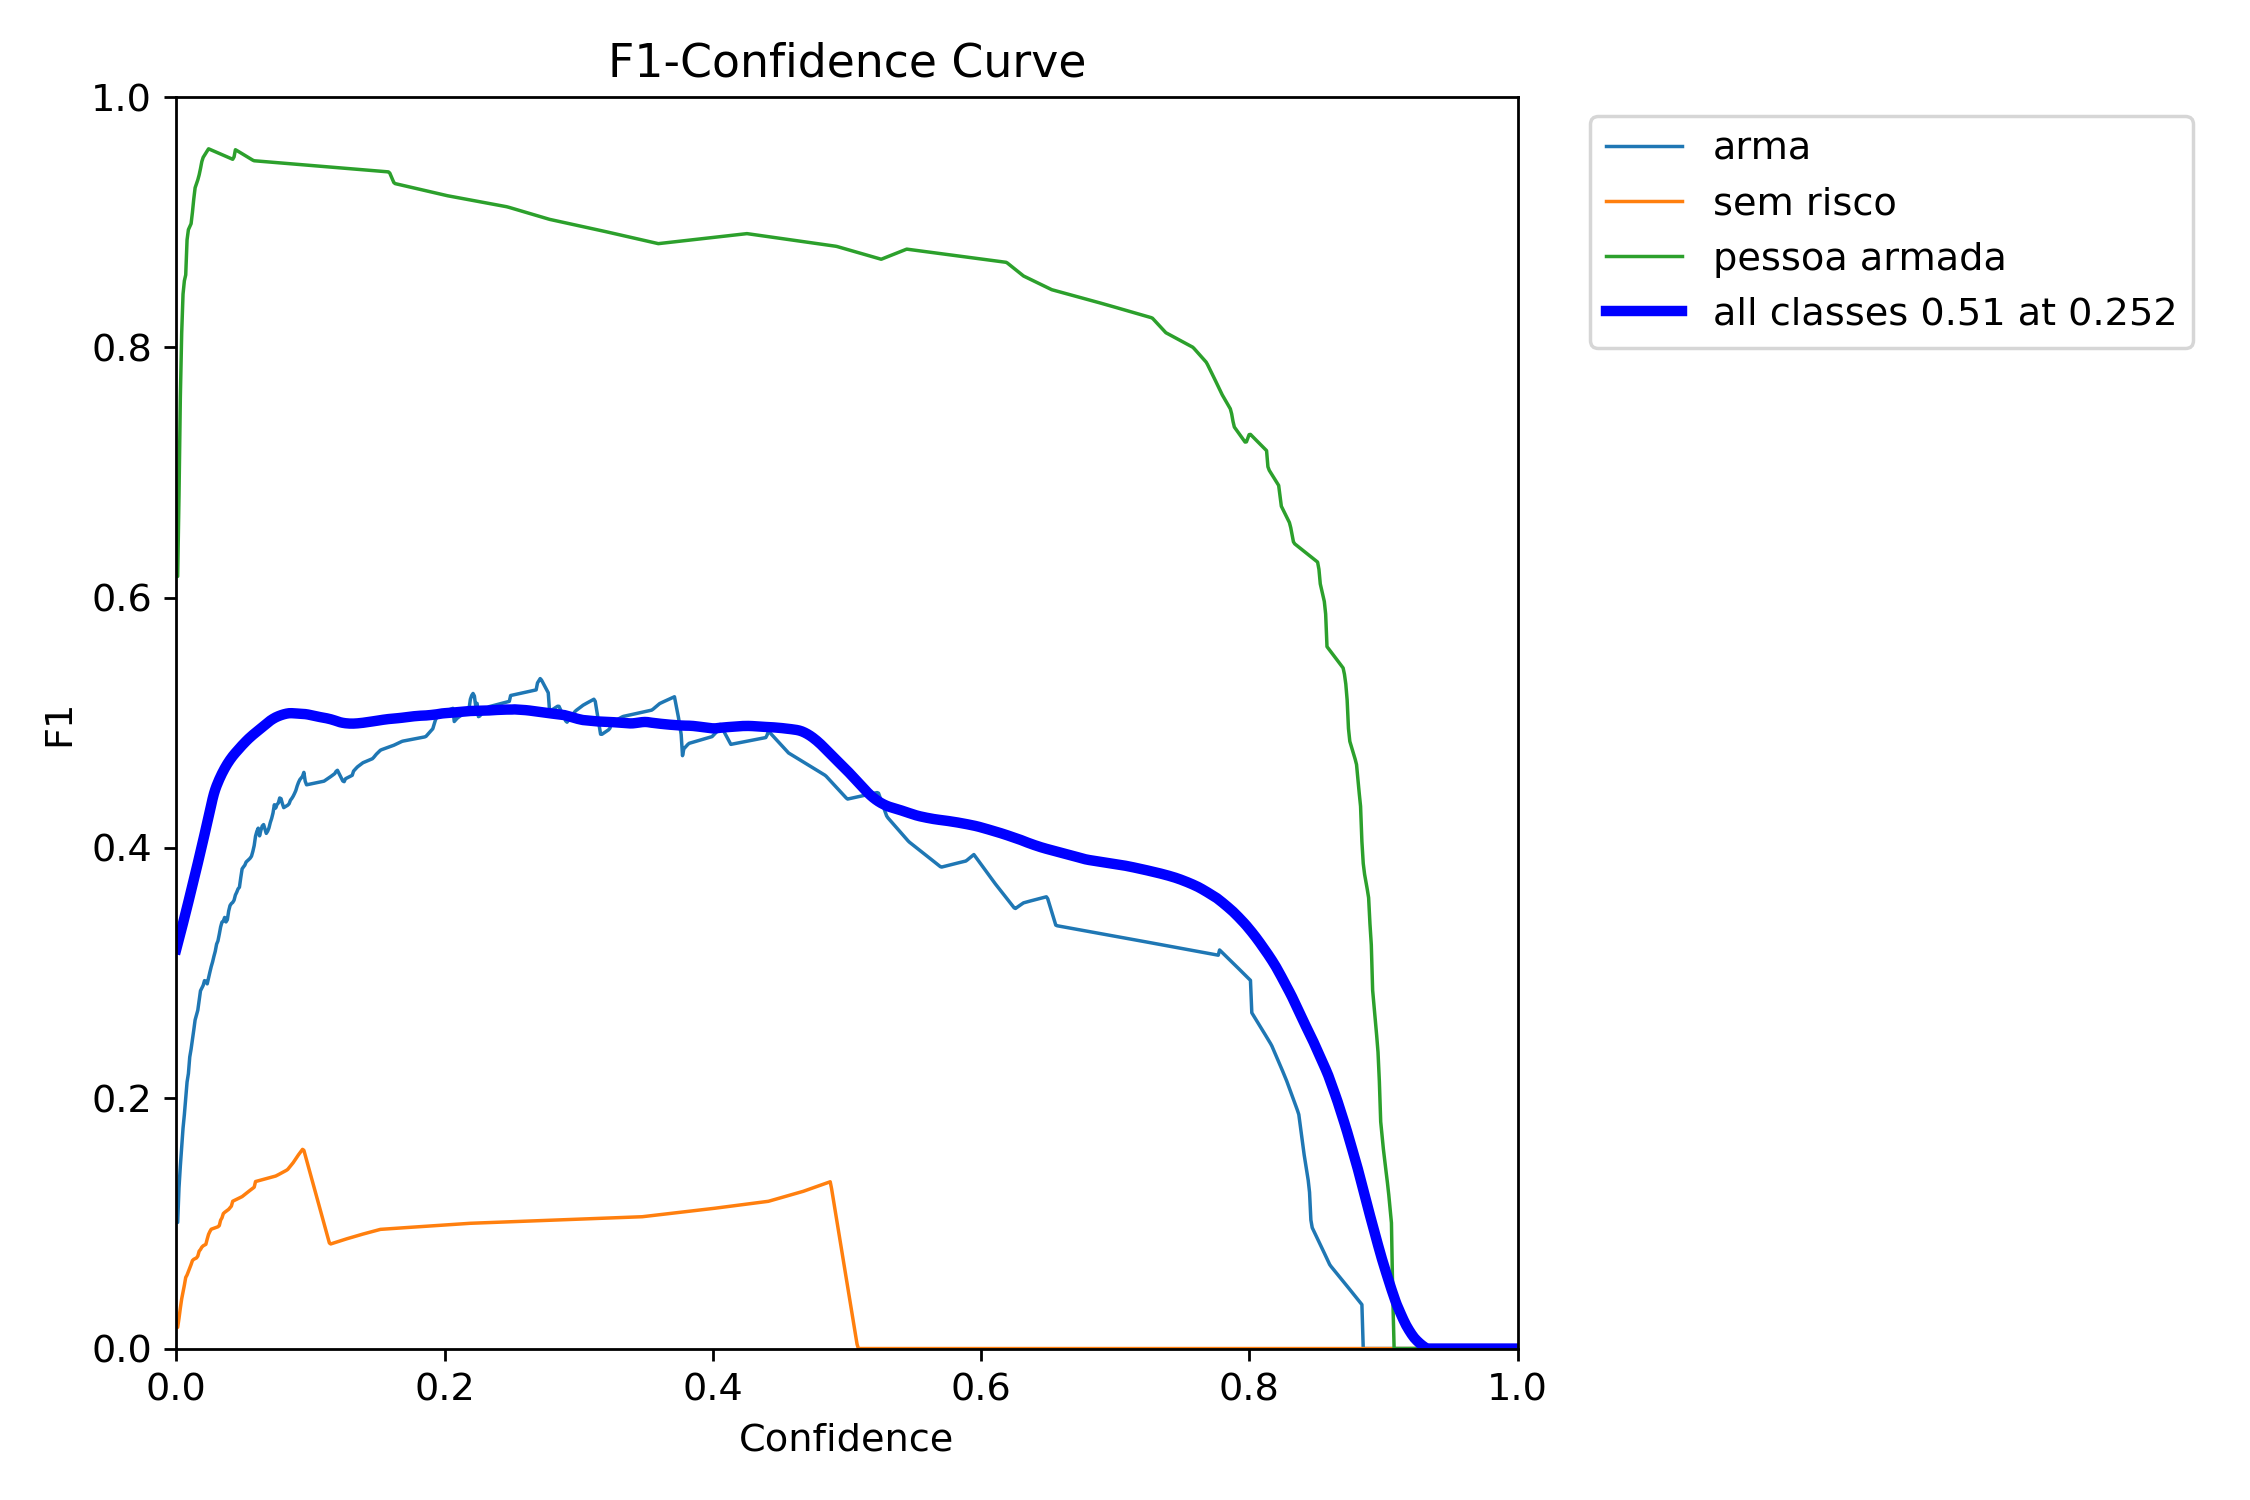 F1-Confidence Curve
1.0
0.8
0.6
0.4
0.2
0.0
F1
0.0 0.2 0.4 0.6 0.8 1.0
Confidence
arma
sem risco
pessoa armada
all classes 0.51 at 0.252